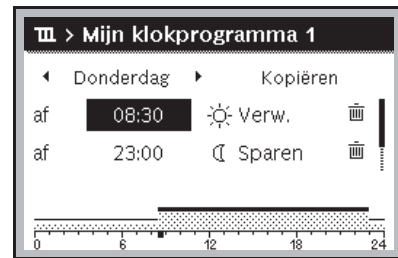 > Mijn klokprogramma 1
Donderdag Kopiëren
af 08:30 Verw.
af 23:00 Sparen
0 6 12 18 24